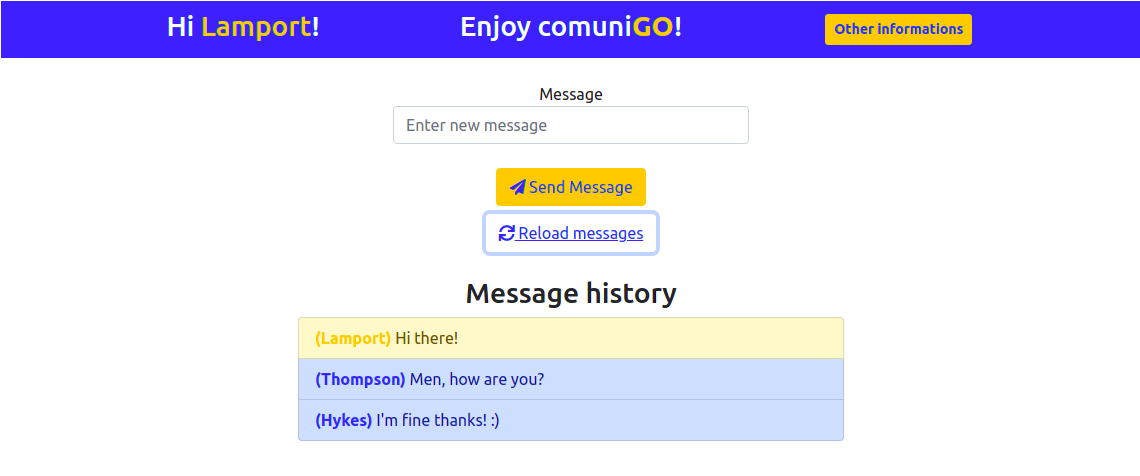 Hi Lamport!
Enjoy comuniGO!
Other informations
Message
Enter new message
Send Message
Reload messages
Message history
(Lamport) Hi there!
(Thompson) Men, how are you?
(Hykes) I'm fine thanks! :)